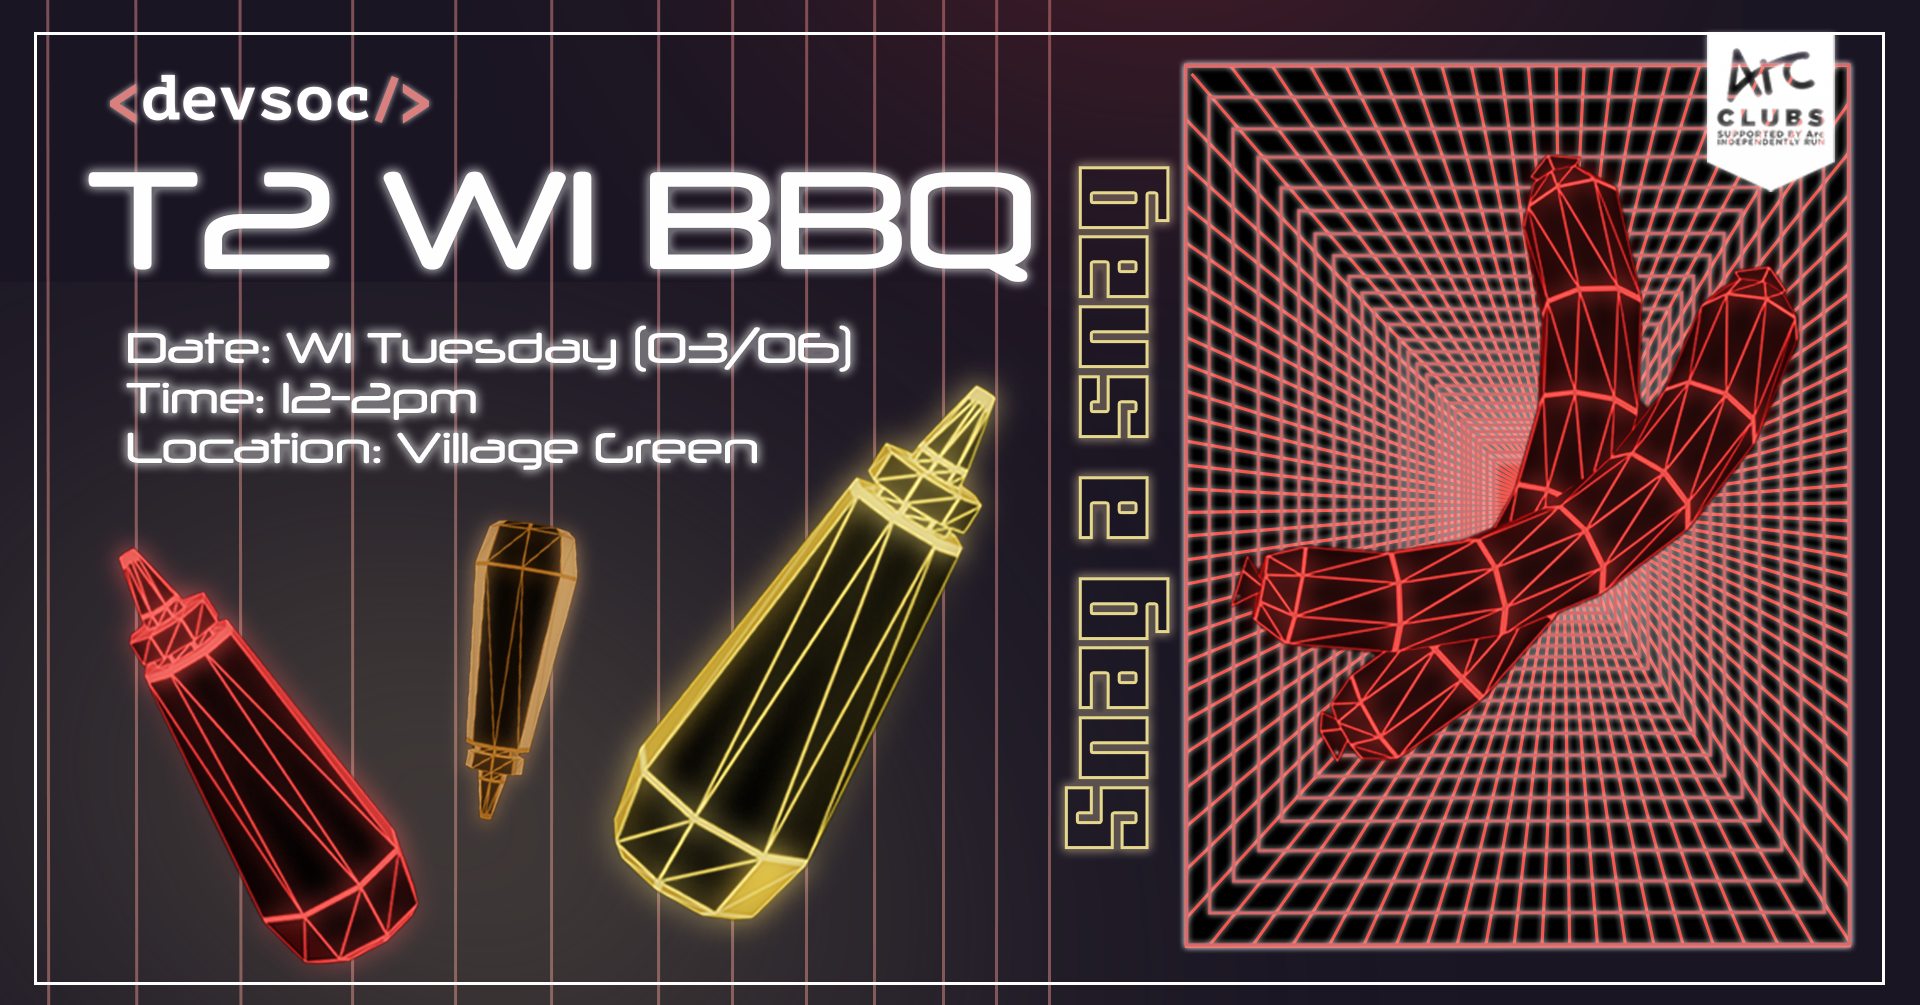 <devsoc/>
T2 W1 BBQ
Date: W1 Tuesday (03/06)
Time: 12-2pm
Location: Village Green
Snag a snag
Arc
CLUBS
SUPPORTED BY Arc
INDEPENDENTLY RUN